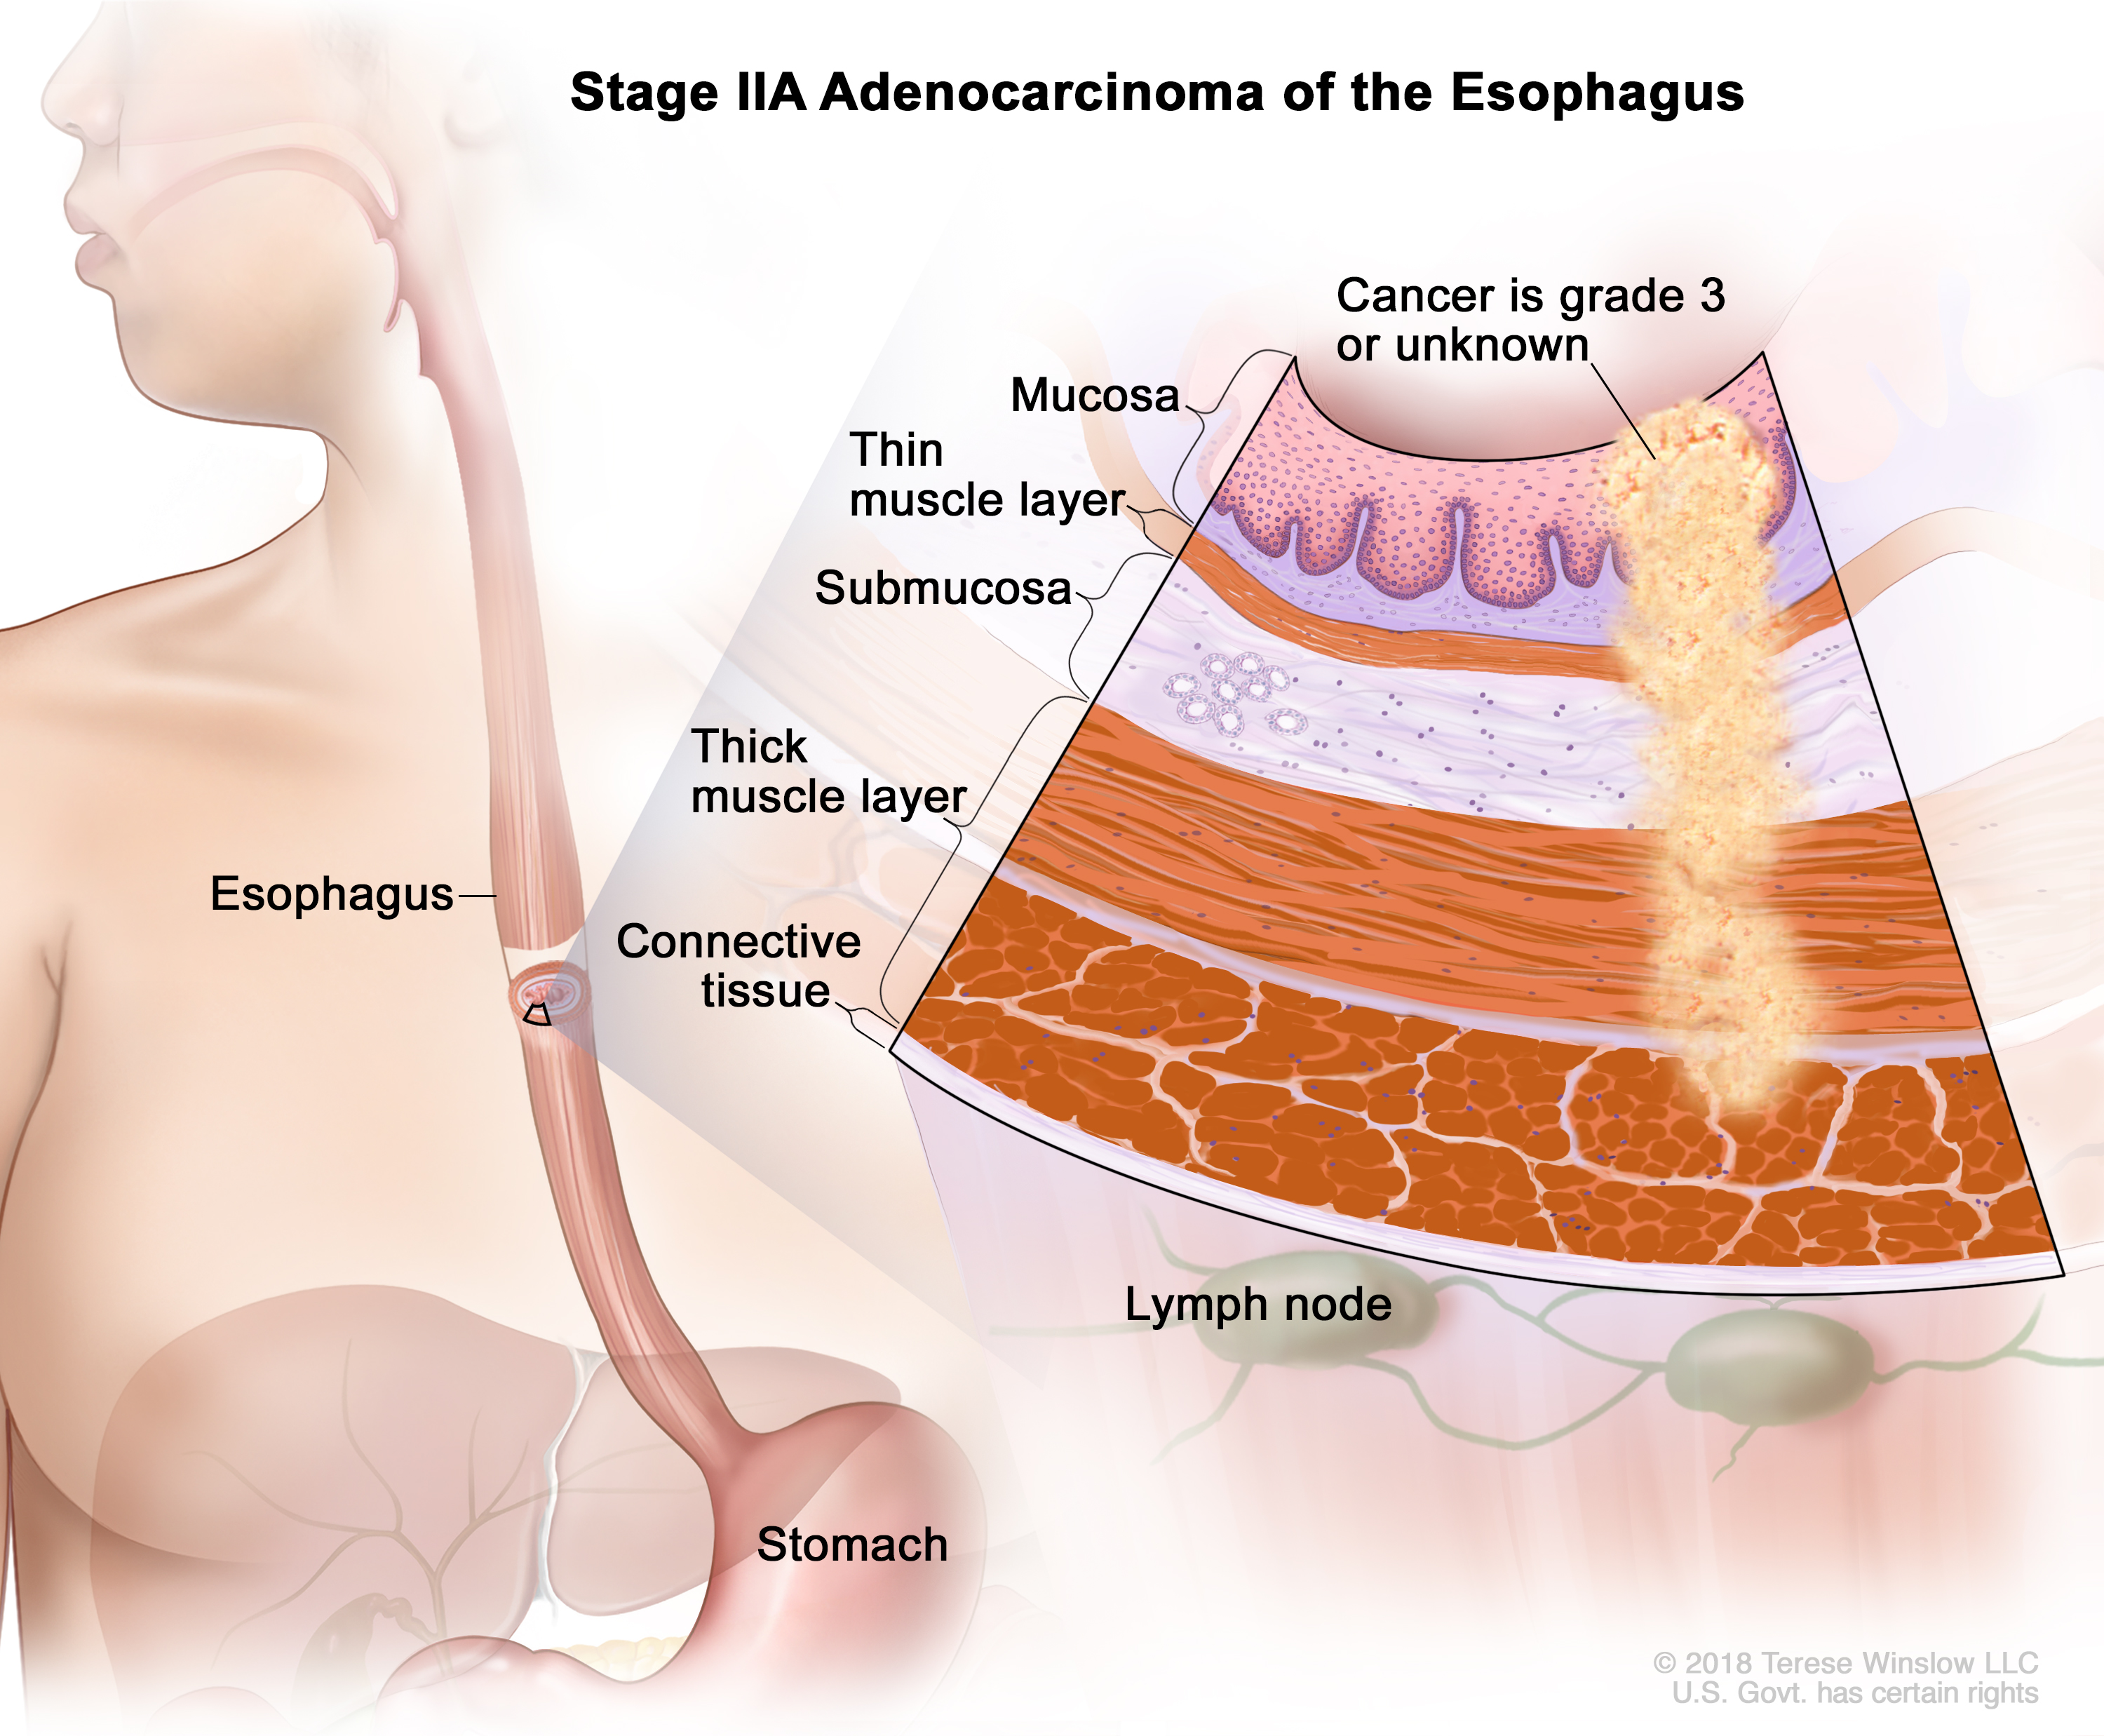 Stage IIA Adenocarcinoma of the Esophagus
Cancer is grade 3
or unknown
Mucosa
Thin
muscle layer
Submucosa
Thick
muscle layer
Esophagus
Connective
tissue
Lymph node
Stomach
© 2018 Terese Winslow LLC
U.S. Govt. has certain rights